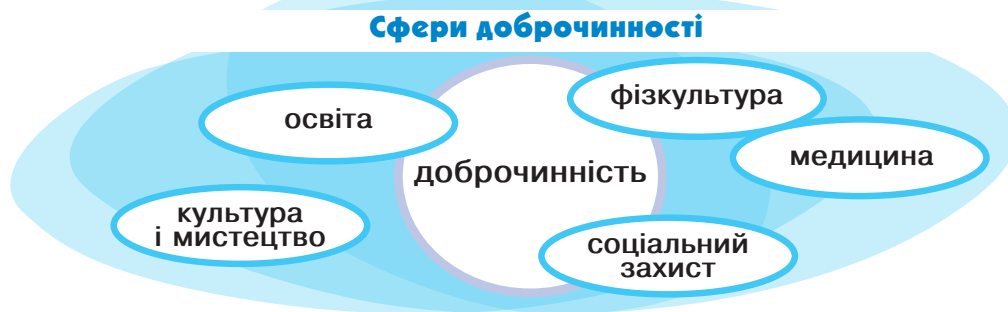 Сфери доброчинності
освіта
фізкультура
доброчинність
медицина
культура
і мистецтво
соціальний
захист